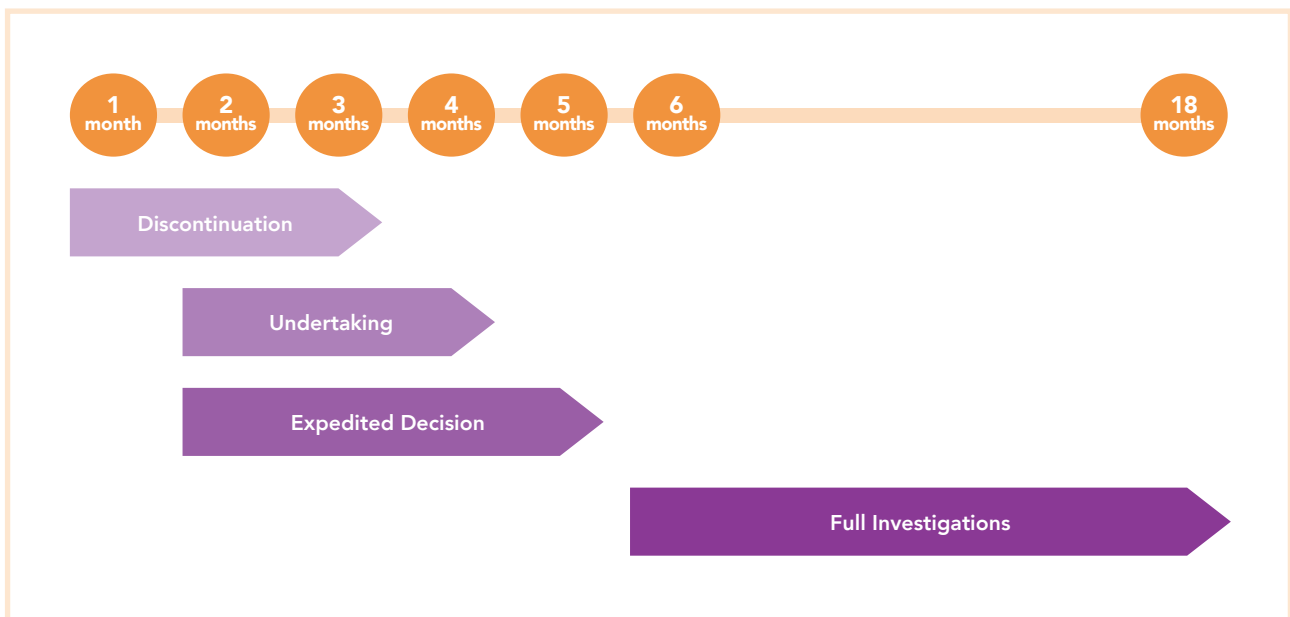 1
month
2
months
3
months
4
months
5
months
6
months
18
months
Discontinuation
Undertaking
Expedited Decision
Full Investigations